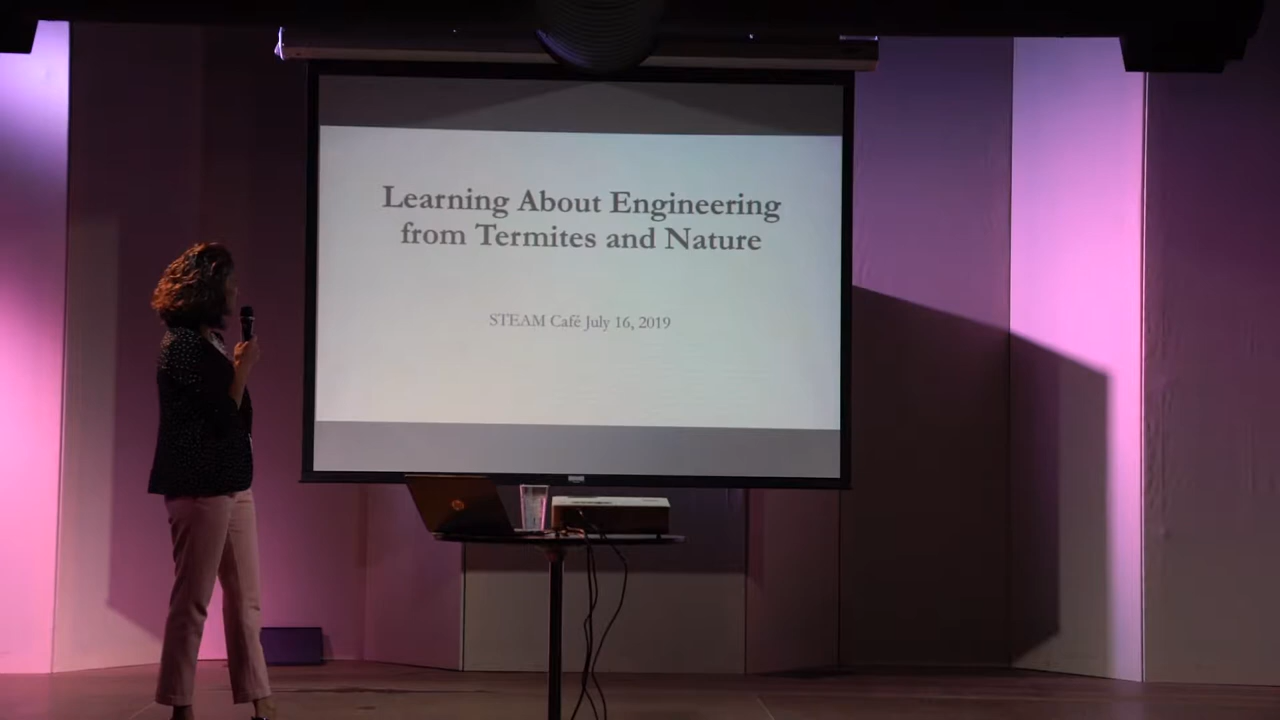 Learning About Engineering
from Termites and Nature
STEAM Café July 16, 2019